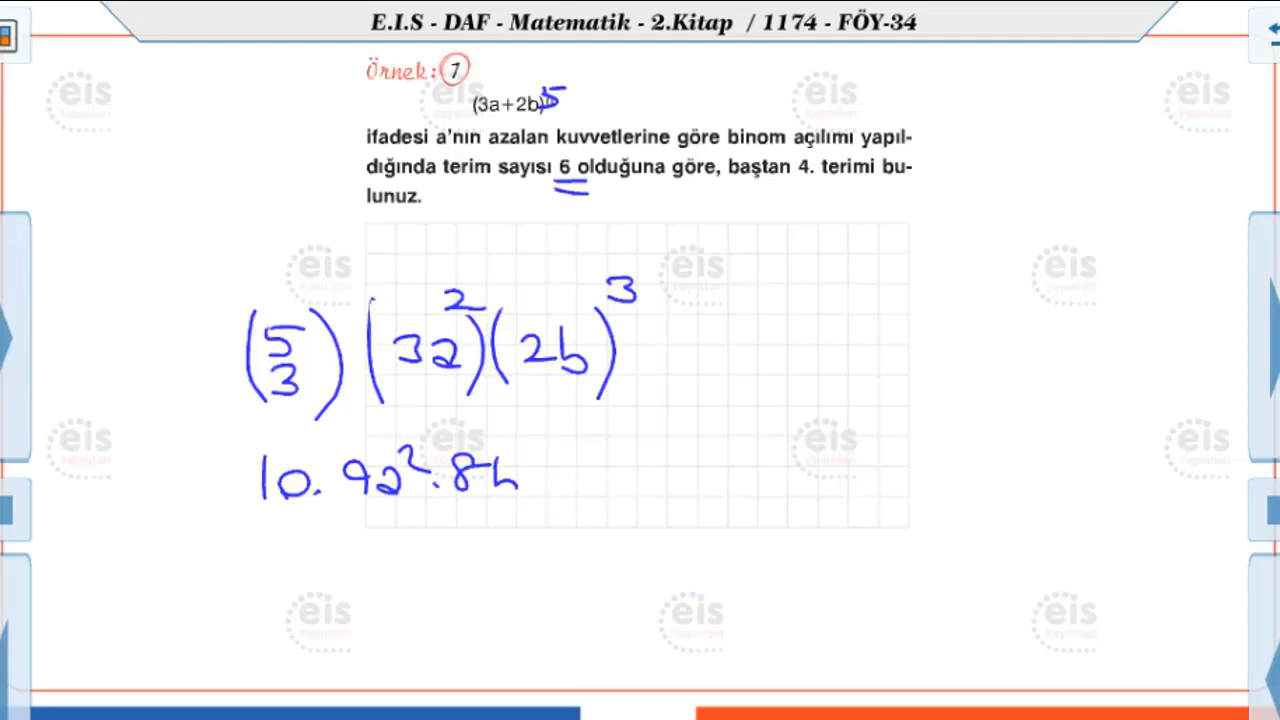 E.I.S - DAF - Matematik - 2.Kitap / 1174 - FÖY-34
Örnek: 7
(3a+2b)5
ifadesi a'nın azalan kuvvetlerine göre binom açılımı yapıl-
dığında terim sayısı 6 olduğuna göre, baştan 4. terimi bu-
lunuz.
(5 3) (3a)² (2b)³
10. 9a². 8b
eis
Yayınları